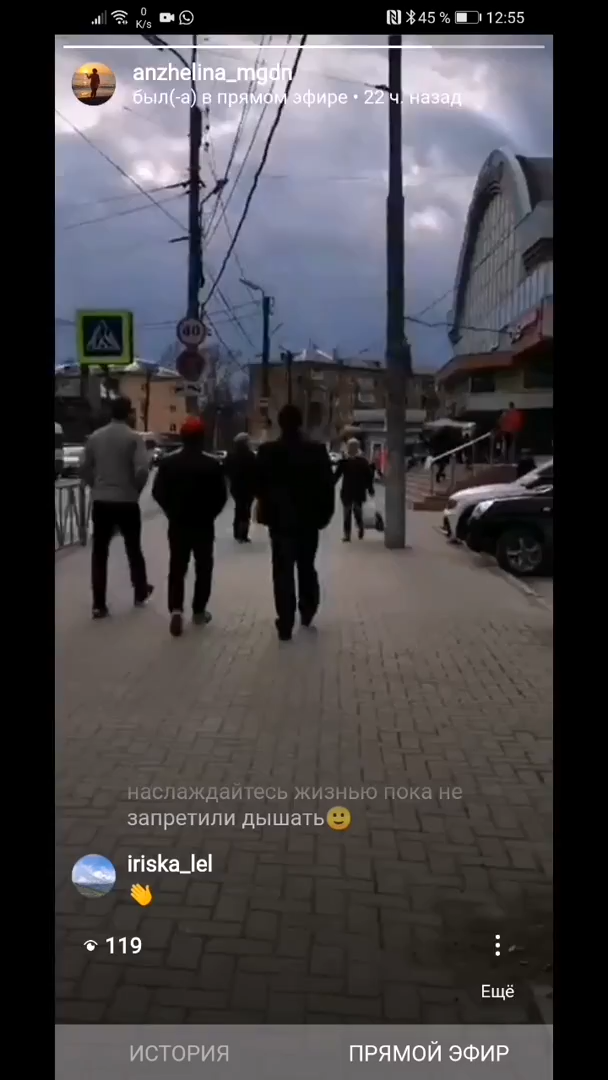 0
K/s
45 %
12:55
anzhelina_mgdn
был(-а) в прямом эфире • 22 ч. назад
40
наслаждайтесь жизнью пока не
запретили дышать🙂
iriska_lel
👋
119
Ещё
ИСТОРИЯ
ПРЯМОЙ ЭФИР